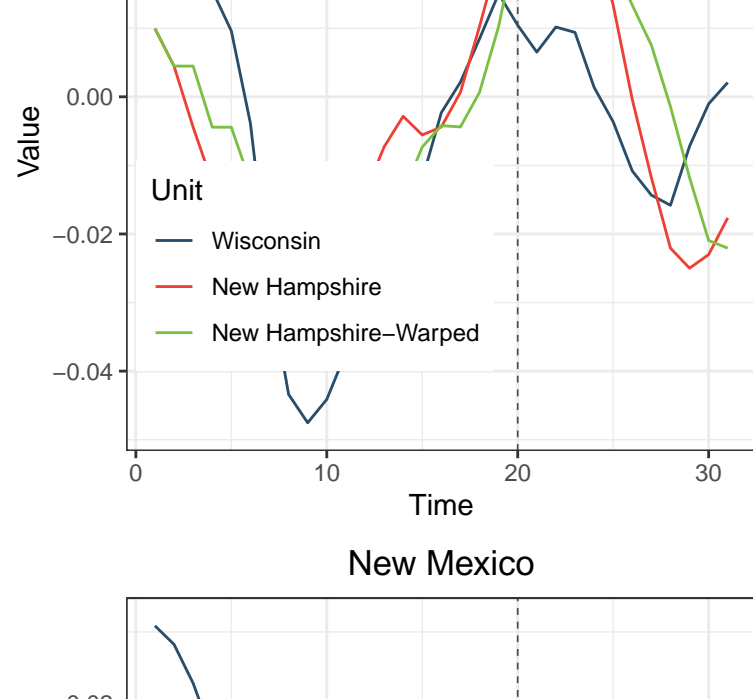 0.00
Value
Unit
−0.02
Wisconsin
New Hampshire
New Hampshire−Warped
−0.04
0 10 20 30
Time
New Mexico